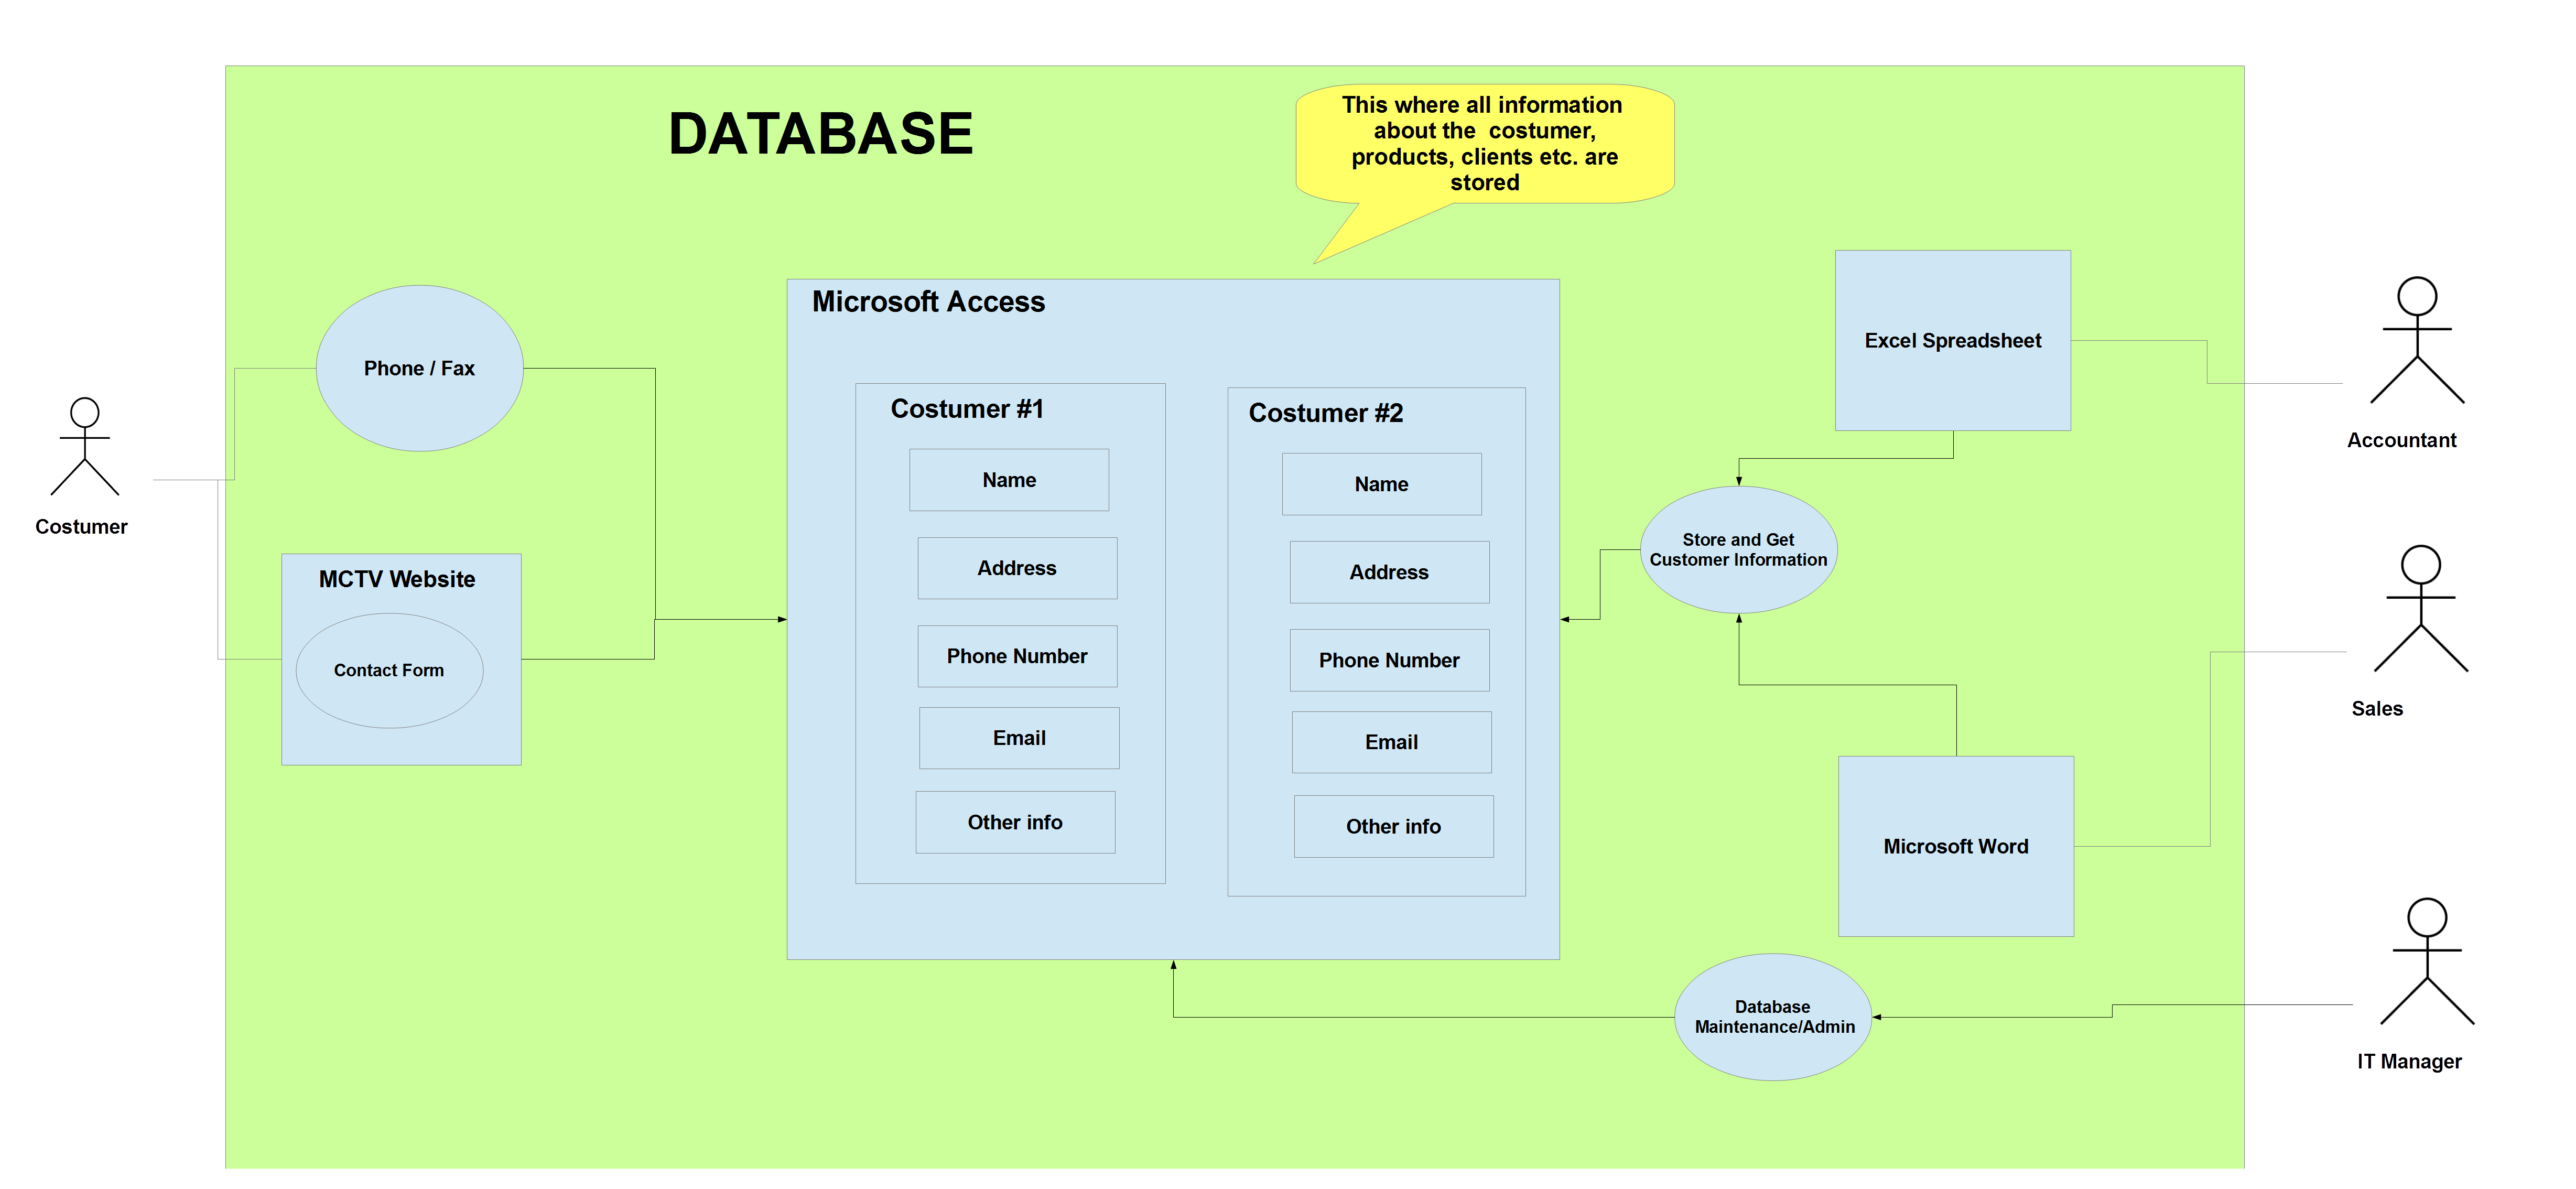 DATABASE
This where all information
about the  costumer,
products, clients etc. are
stored
Costumer
Phone / Fax
MCTV Website
Contact Form
Microsoft Access
Costumer #1
Name
Address
Phone Number
Email
Other info
Costumer #2
Name
Address
Phone Number
Email
Other info
Store and Get
Customer Information
Excel Spreadsheet
Microsoft Word
Database
Maintenance/Admin
Accountant
Sales
IT Manager